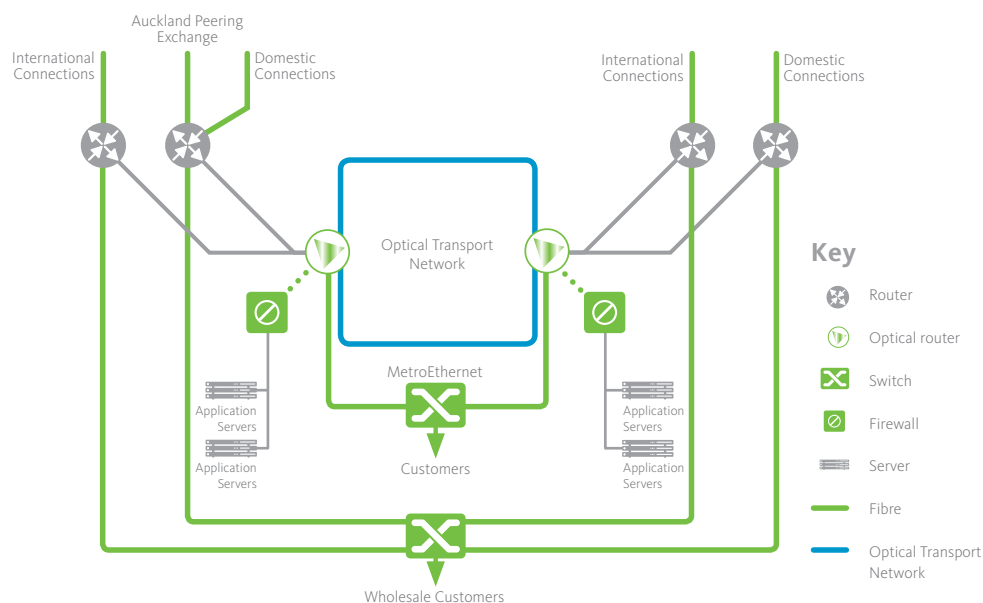 Auckland Peering
Exchange
International
Connections
Domestic
Connections
International
Connections
Domestic
Connections
Optical Transport
Network
MetroEthernet
Application
Servers
Application
Servers
Application
Servers
Application
Servers
Customers
Wholesale Customers
Key
Router
Optical router
Switch
Firewall
Server
Fibre
Optical Transport
Network